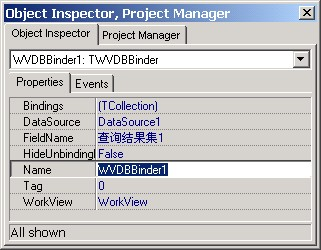 Object Inspector, Project Manager
Object Inspector Project Manager
WVDBBinder1: TWVDBBinder
Properties Events
Bindings (TCollection)
DataSource DataSource1
FieldName 查询结果集1
HideUnbinding False
Name WVDBBinder1
Tag 0
WorkView WorkView
All shown